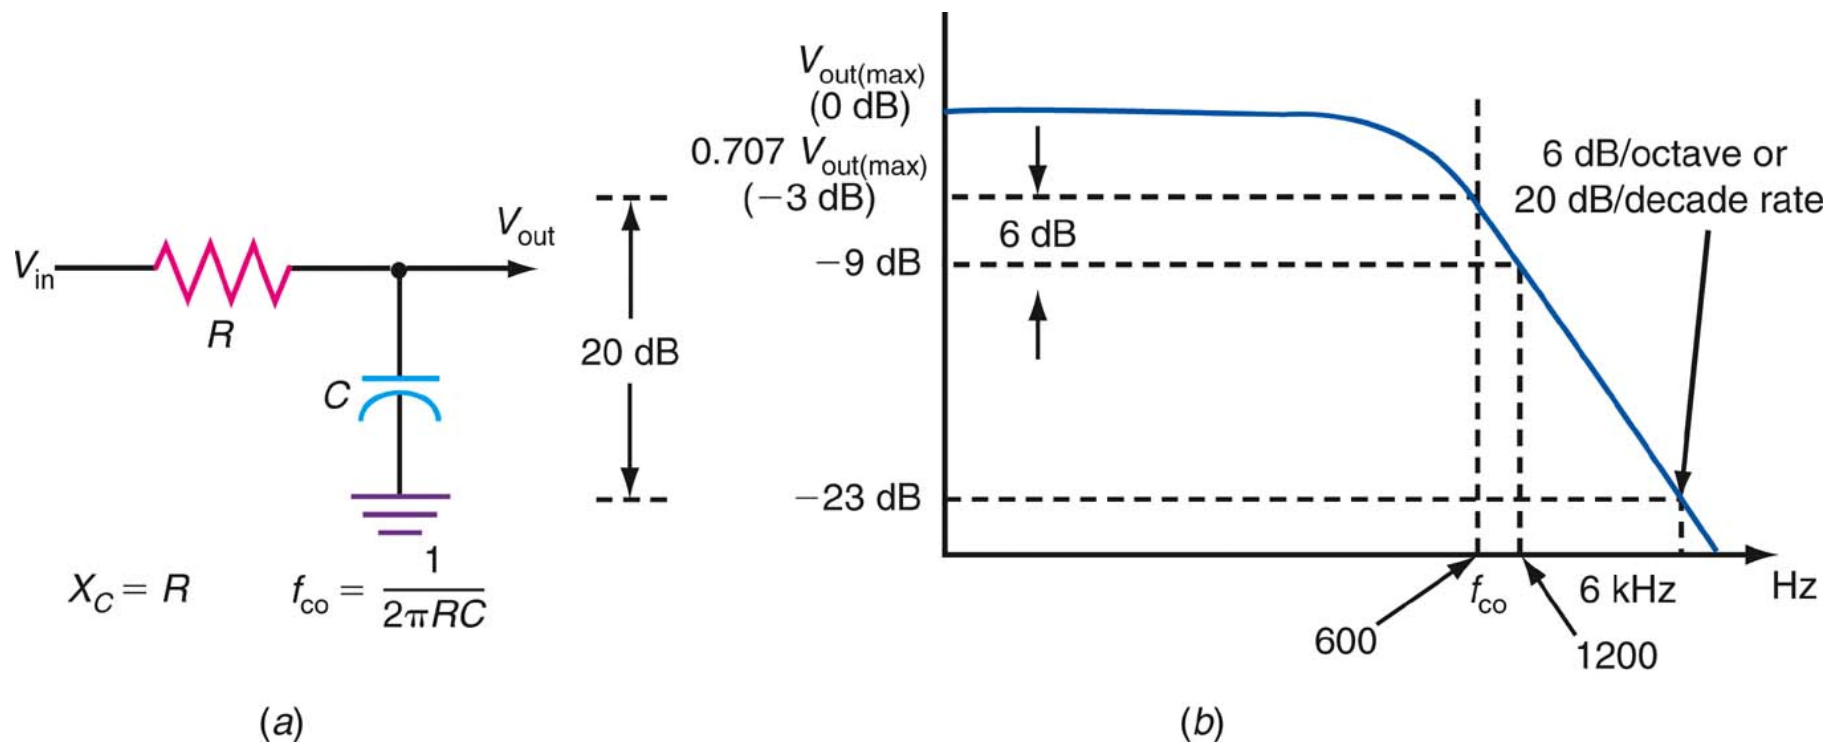 V_in
R
V_out
C
X_C = R
f_co = 1
2πRC
(a)
20 dB
V_out(max)
(0 dB)
0.707 V_out(max)
(−3 dB)
−9 dB
−23 dB
6 dB
6 dB/octave or
20 dB/decade rate
f_co
6 kHz
Hz
600
1200
(b)